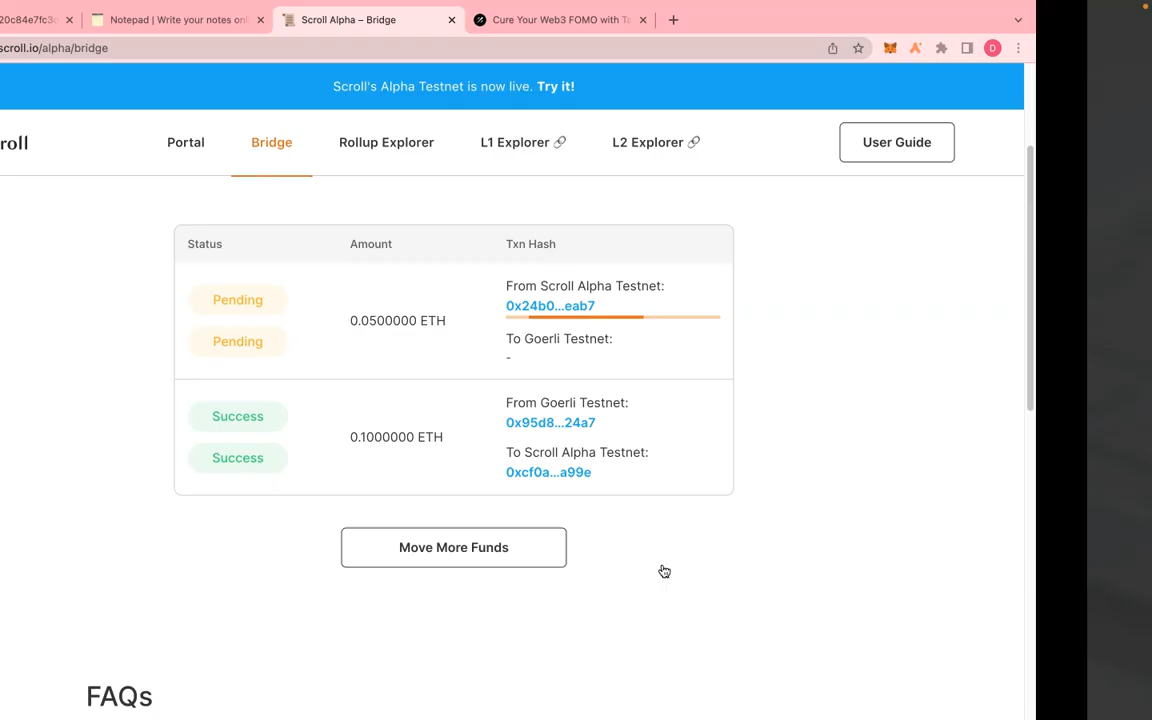 20c84e7fc3
Notepad | Write your notes onl
Scroll Alpha – Bridge
Cure Your Web3 FOMO with Ta
scroll.io/alpha/bridge
D
Scroll's Alpha Testnet is now live. Try it!
roll
Portal
Bridge
Rollup Explorer
L1 Explorer
L2 Explorer
User Guide
Status
Amount
Txn Hash
Pending
Pending
0.0500000 ETH
From Scroll Alpha Testnet:
0x24b0...eab7
To Goerli Testnet:
-
Success
Success
0.1000000 ETH
From Goerli Testnet:
0x95d8...24a7
To Scroll Alpha Testnet:
0xcf0a...a99e
Move More Funds
FAQs